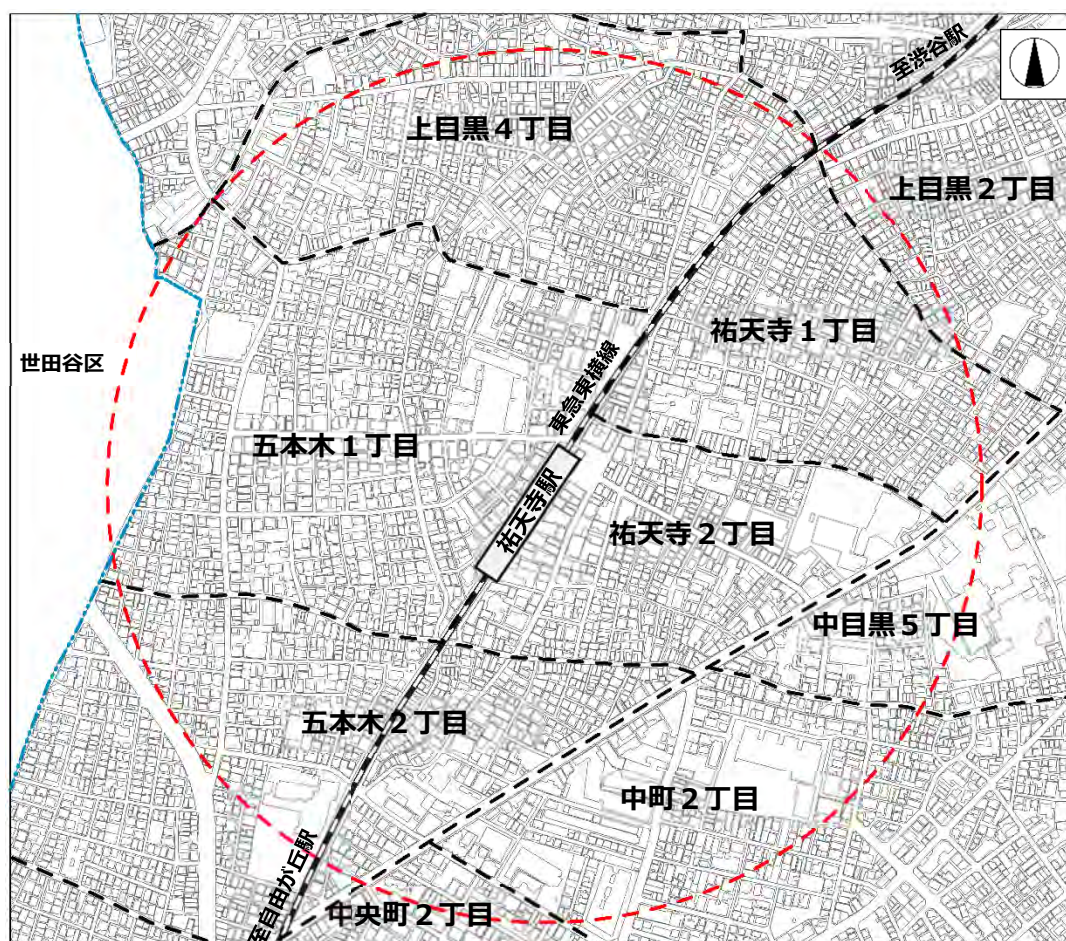 至渋谷駅
上目黒４丁目
上目黒２丁目
祐天寺１丁目
世田谷区
東急東横線
五本木１丁目
祐天寺駅
祐天寺２丁目
中目黒５丁目
五本木２丁目
中町２丁目
至自由が丘駅
中央町２丁目